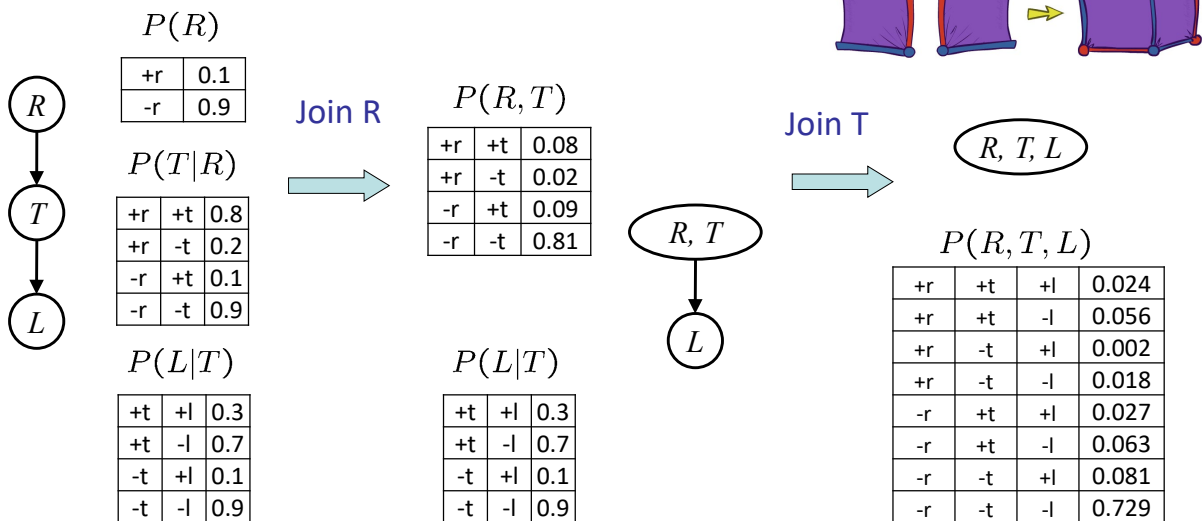 P(R)
+r 0.1
-r 0.9
R
T
L
P(T|R)
+r +t 0.8
+r -t 0.2
-r +t 0.1
-r -t 0.9
P(L|T)
+t +l 0.3
+t -l 0.7
-t +l 0.1
-t -l 0.9
Join R
P(R, T)
+r +t 0.08
+r -t 0.02
-r +t 0.09
-r -t 0.81
P(L|T)
+t +l 0.3
+t -l 0.7
-t +l 0.1
-t -l 0.9
R, T
L
Join T
R, T, L
P(R, T, L)
+r +t +l 0.024
+r +t -l 0.056
+r -t +l 0.002
+r -t -l 0.018
-r +t +l 0.027
-r +t -l 0.063
-r -t +l 0.081
-r -t -l 0.729